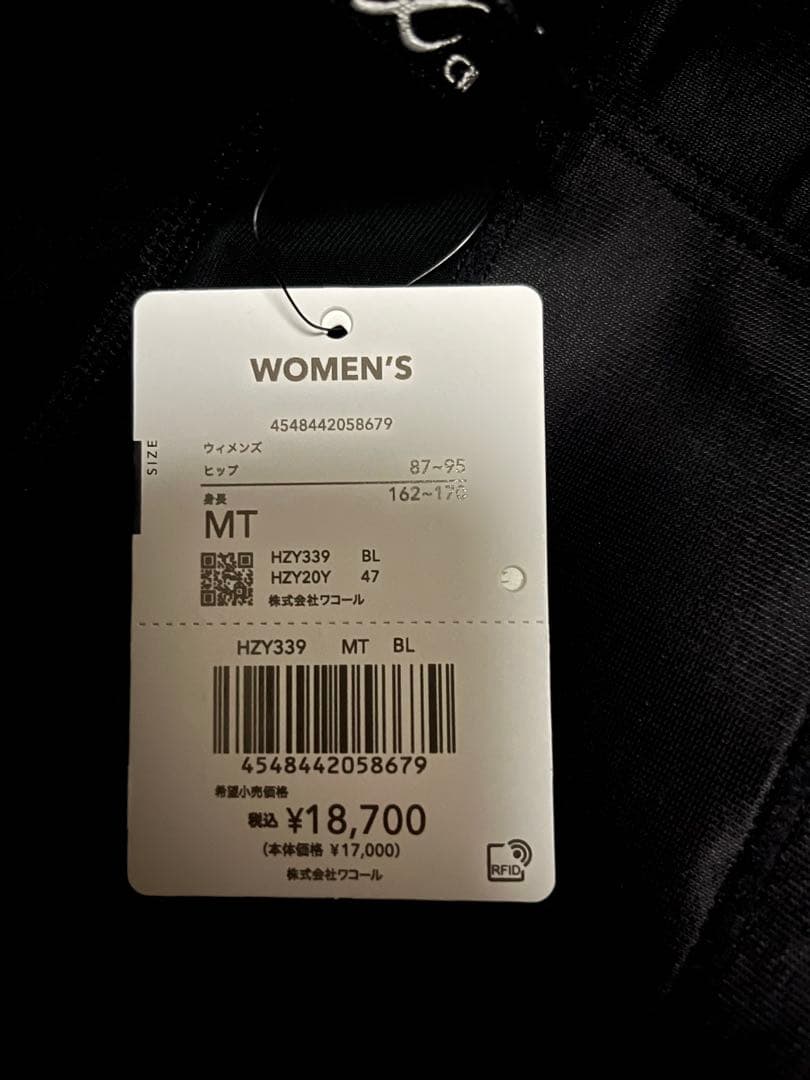 WOMEN'S
4548442058679
SIZE
ウィメンズ
ヒップ 87~95
身長 162~170
MT
HZY339 BL
HZY20Y 47
株式会社ワコール
HZY339 MT BL
4548442058679
希望小売価格
税込 ¥18,700
(本体価格 ¥17,000)
株式会社ワコール
RFID